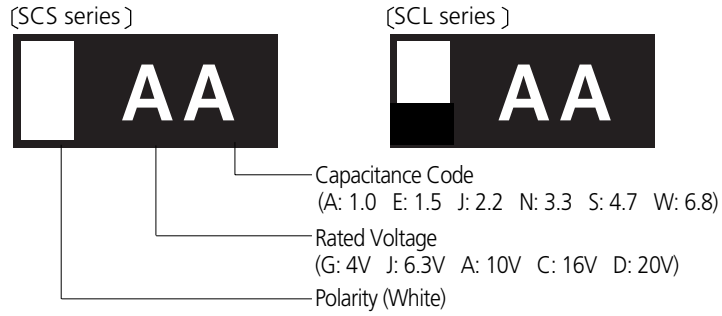 〔SCS series〕 〔SCL series 〕
AA AA
Capacitance Code
(A: 1.0 E: 1.5 J: 2.2 N: 3.3 S: 4.7 W: 6.8)
Rated Voltage
(G: 4V J: 6.3V A: 10V C: 16V D: 20V)
Polarity (White)